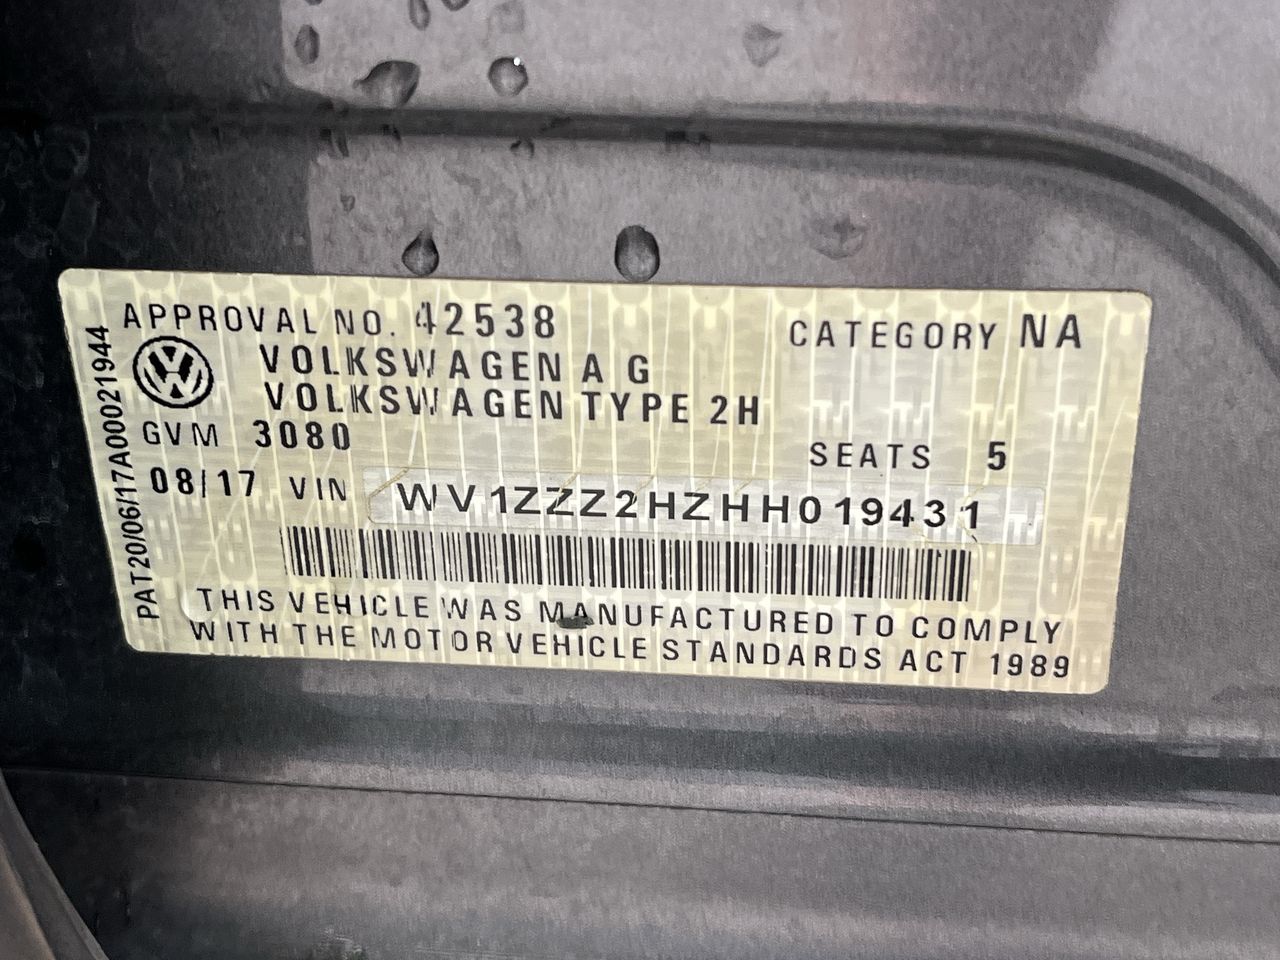 APPROVAL NO. 42538 CATEGORY NA
VOLKSWAGEN AG
VOLKSWAGEN TYPE 2H
GVM 3080 SEATS 5
08/17 VIN WV1ZZZ2HZHH019431
THIS VEHICLE WAS MANUFACTURED TO COMPLY
WITH THE MOTOR VEHICLE STANDARDS ACT 1989
PAT20/06/17A00021944